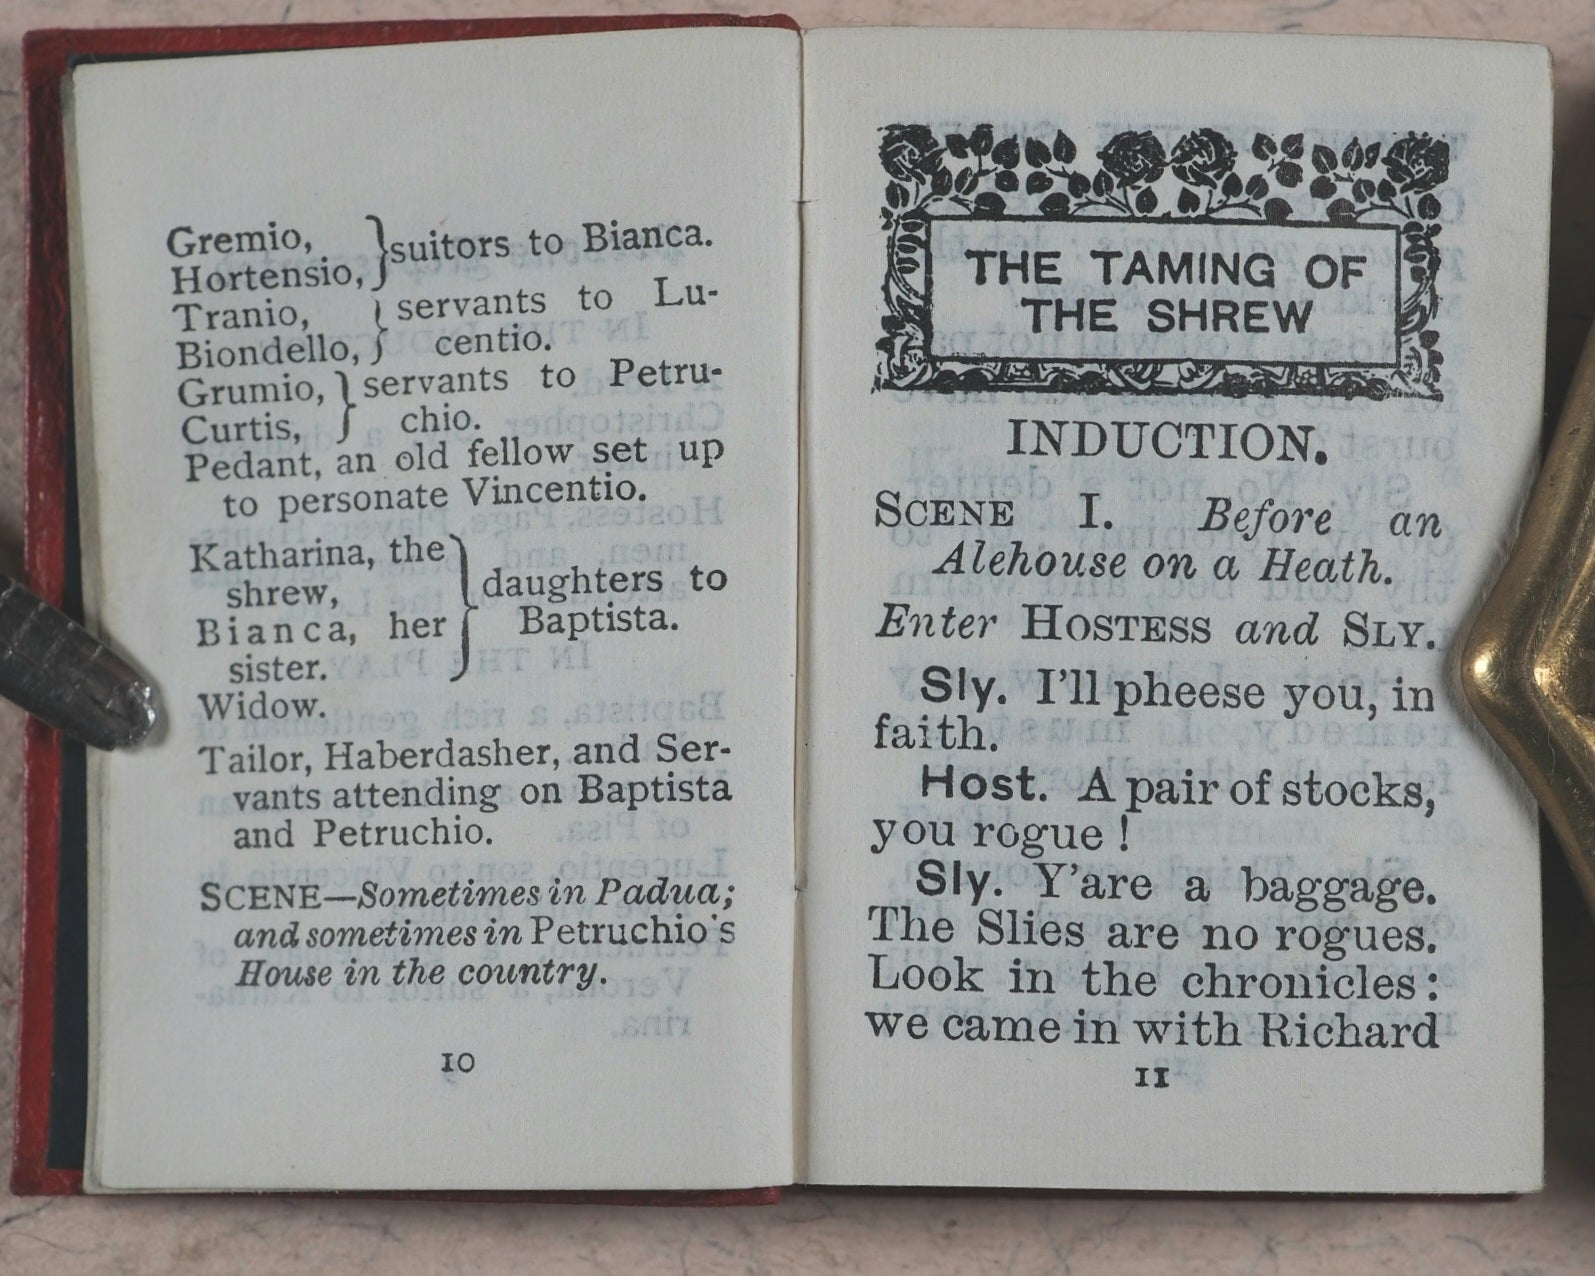 Gremio, } suitors to Bianca.
Hortensio,
Tranio, } servants to Lu-
Biondello, centio.
Grumio, } servants to Petru-
Curtis, chio.
Pedant, an old fellow set up
to personate Vincentio.
Katharina, the
shrew, } daughters to
Bianca, her Baptista.
sister.
Widow.
Tailor, Haberdasher, and Ser-
vants attending on Baptista
and Petruchio.
SCENE—Sometimes in Padua;
and sometimes in Petruchio's
House in the country.
10
THE TAMING OF
THE SHREW
INDUCTION.
SCENE I. Before an
Alehouse on a Heath.
Enter HOSTESS and SLY.
Sly. I'll pheese you, in
faith.
Host. A pair of stocks,
you rogue!
Sly. Y'are a baggage.
The Slies are no rogues.
Look in the chronicles:
we came in with Richard
11